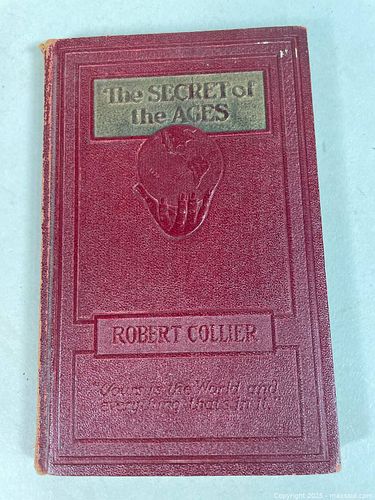 The SECRET of
the AGES
ROBERT COLLIER
"Yours is the World and
everything that's in it."
Copyright 2025 - maxsold.com